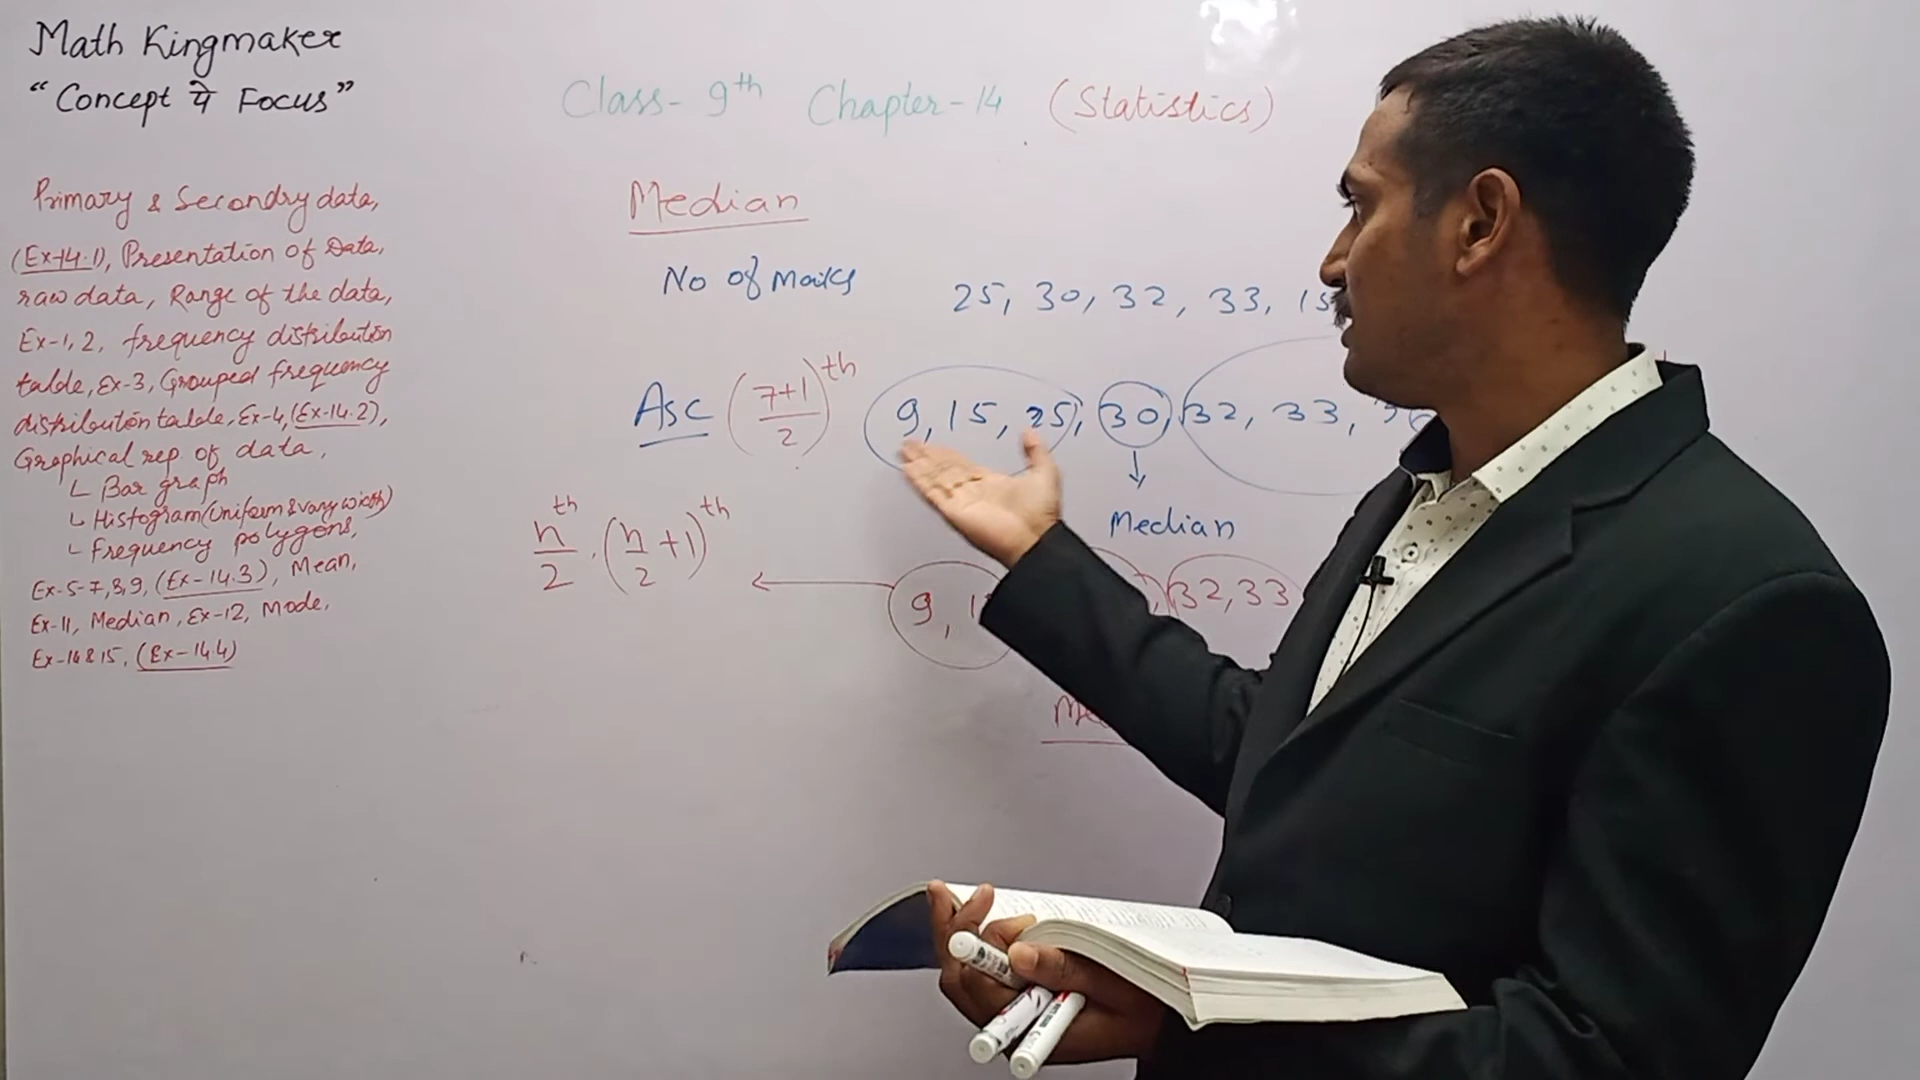 Math Kingmaker
“Concept पे Focus”
Class- 9th Chapter-14 (Statistics)
Primary & Secondry data,
(Ex-14.1), Presentation of Data,
raw data, Range of the data,
Ex-1, 2, frequency distribution
table, Ex-3, Grouped frequency
distribution table, Ex-4, (Ex-14.2),
Graphical rep. of data,
Bar graph
Histogram (Uniform & vary width)
Frequency polygons,
Ex-5-7, 8, 9, (Ex-14.3), Mean,
Ex-11, Median, Ex-12, Mode,
Ex-14 & 15, (Ex-14.4)
Median
No of marks 25, 30, 32, 33, 15
Asc (7+1/2)th 9, 15, 25, 30, 32, 33,
Median
n/2 th , (n/2 +1)th 9, 32, 33